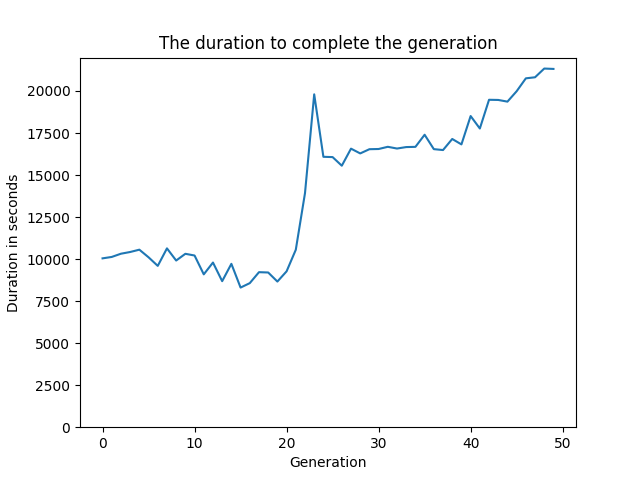 The duration to complete the generation
Duration in seconds
20000
17500
15000
12500
10000
7500
5000
2500
0
0 10 20 30 40 50
Generation